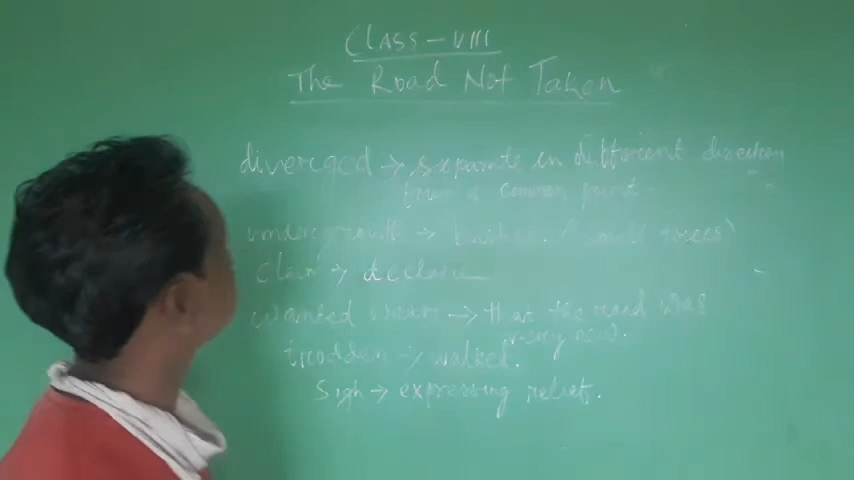 Class - VIII
The Road Not Taken
diverged → separate in different direction
from a common point.
undergrowth → bushes / small trees
claim → declare
wanted wear → that the road was
very new.
trodden → walked.
Sigh → expressing relief.